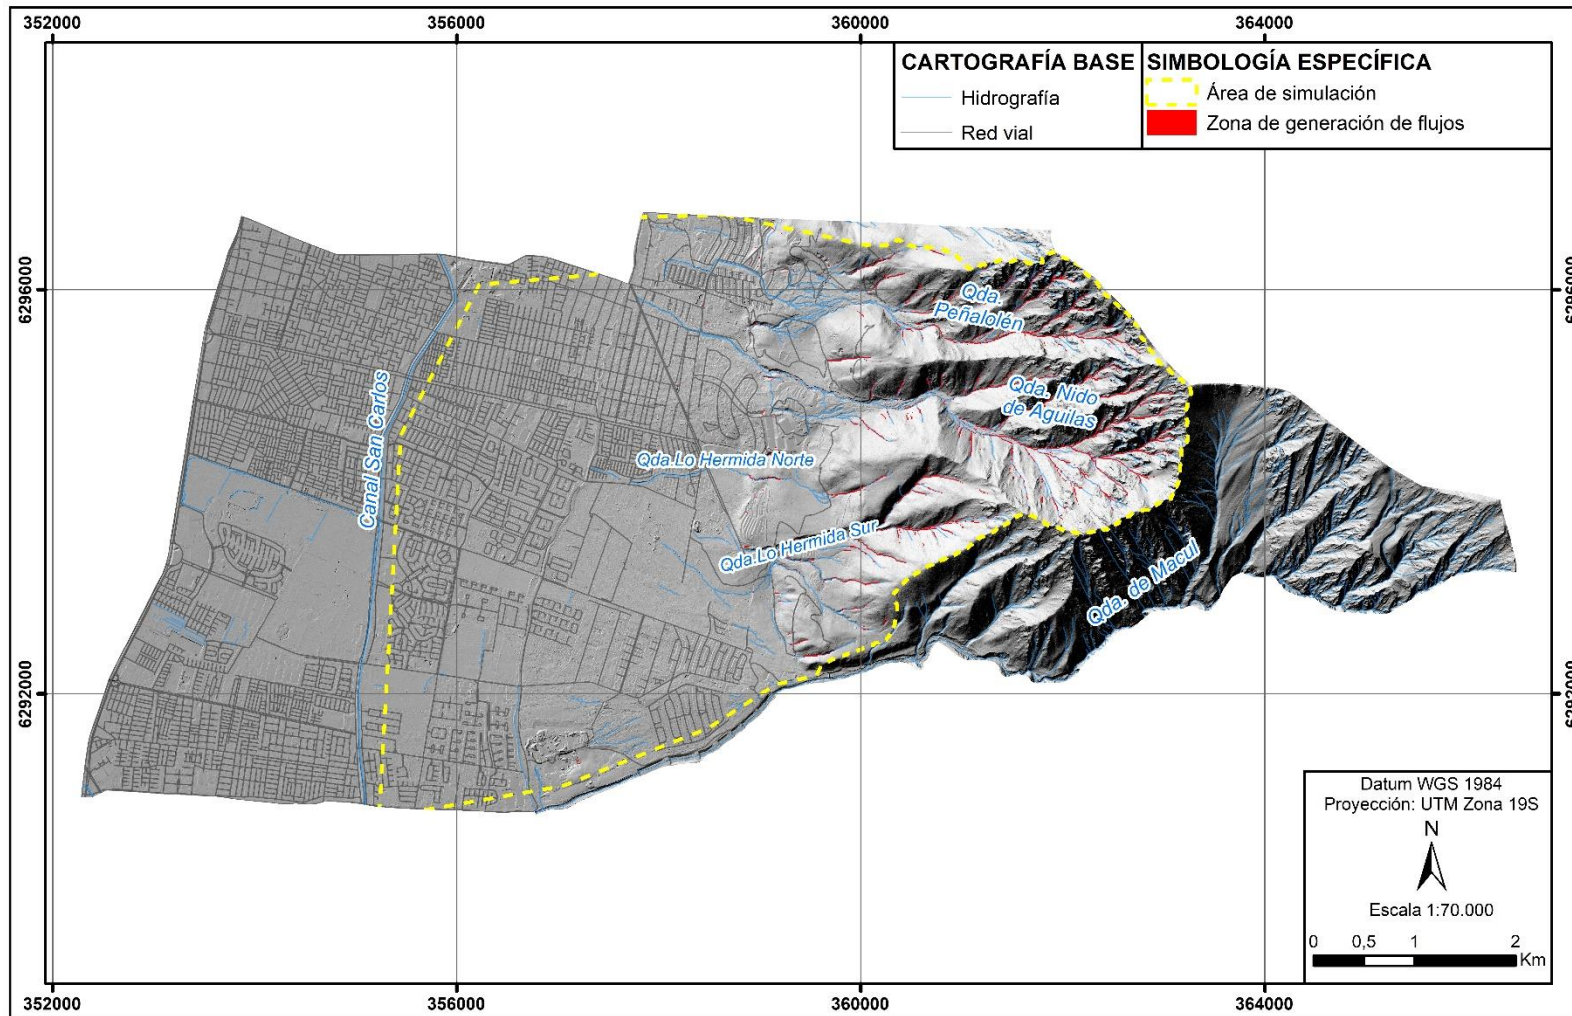 352000
356000
360000
364000
CARTOGRAFÍA BASE
Hidrografía
Red vial
SIMBOLOGÍA ESPECÍFICA
Área de simulación
Zona de generación de flujos
6296000
6296000
Qda.
Peñalolén
Qda. Nido
de Aguilas
Canal San Carlos
Qda.Lo Hermida Norte
Qda.Lo Hermida Sur
Qda. de Macul
6292000
6292000
Datum WGS 1984
Proyección: UTM Zona 19S
N
Escala 1:70.000
0 0,5 1 2
Km
352000
356000
360000
364000